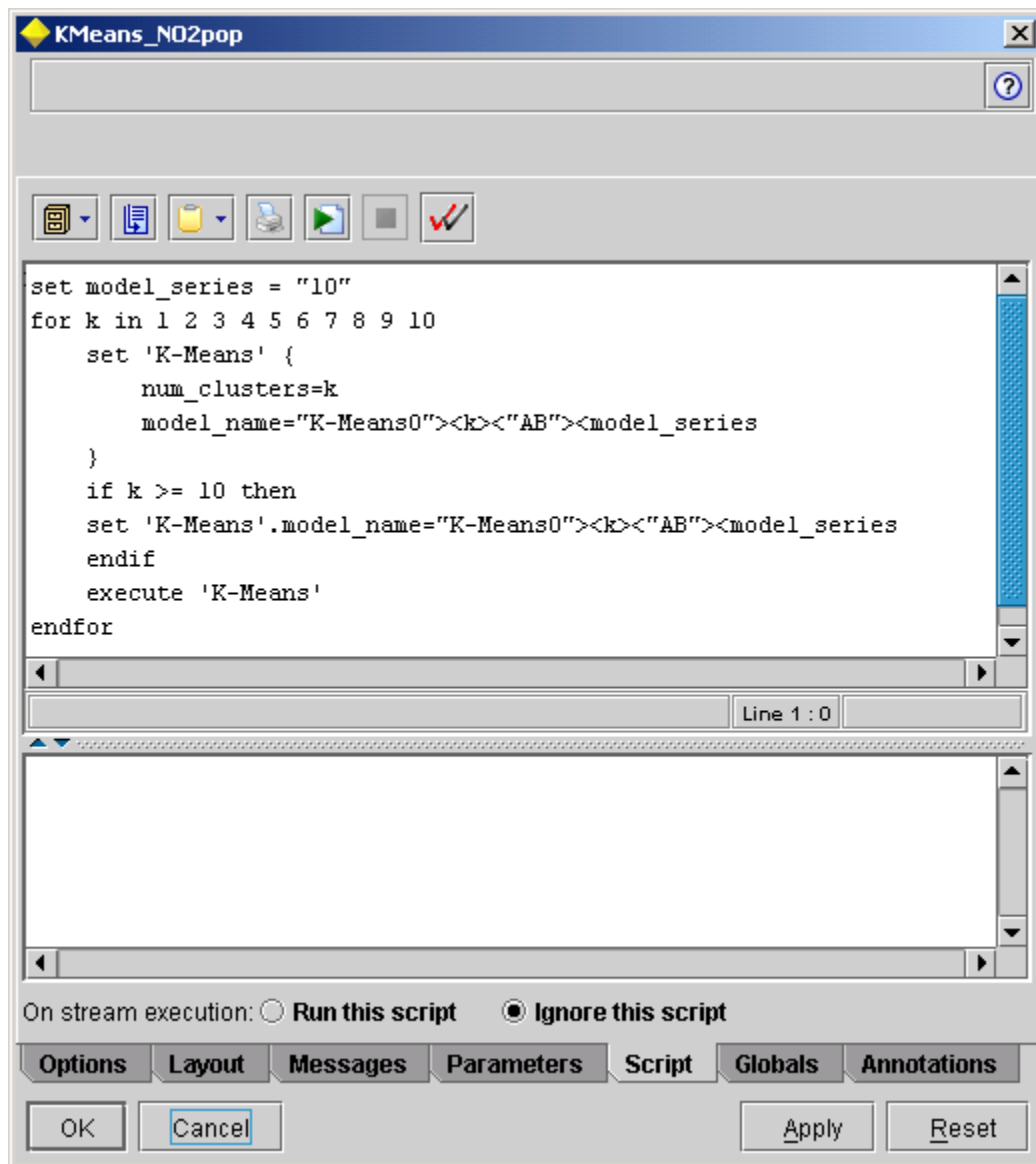 KMeans_NO2pop
set model_series = "10"
for k in 1 2 3 4 5 6 7 8 9 10
set 'K-Means' {
num_clusters=k
model_name="K-Means0"><k><"AB"><model_series
}
if k >= 10 then
set 'K-Means'.model_name="K-Means0"><k><"AB"><model_series
endif
execute 'K-Means'
endfor
Line 1 : 0
On stream execution: Run this script Ignore this script
Options Layout Messages Parameters Script Globals Annotations
OK Cancel Apply Reset